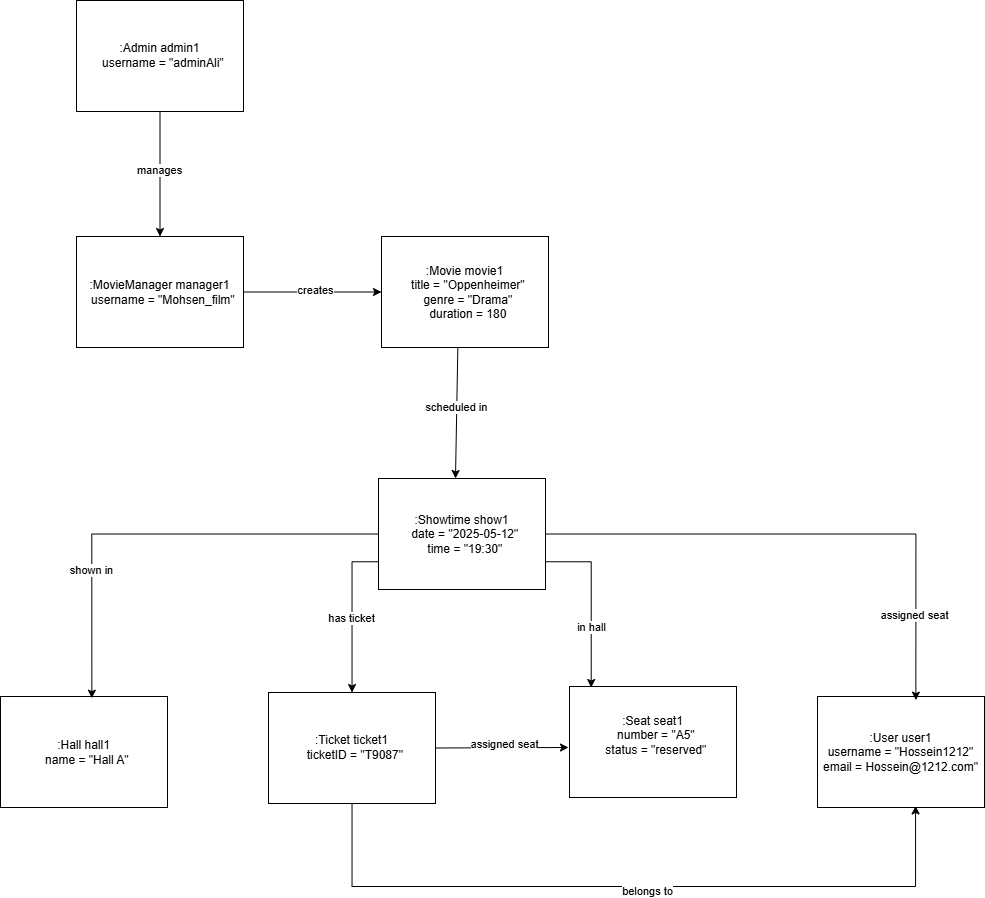 :Admin admin1
username = "adminAli"
manages
:MovieManager manager1
username = "Mohsen_film"
creates
:Movie movie1
title = "Oppenheimer"
genre = "Drama"
duration = 180
scheduled in
:Showtime show1
date = "2025-05-12"
time = "19:30"
shown in
has ticket
in hall
assigned seat
:Hall hall1
name = "Hall A"
:Ticket ticket1
ticketID = "T9087"
assigned seat
:Seat seat1
number = "A5"
status = "reserved"
:User user1
username = "Hossein1212"
email = Hossein@1212.com"
belongs to